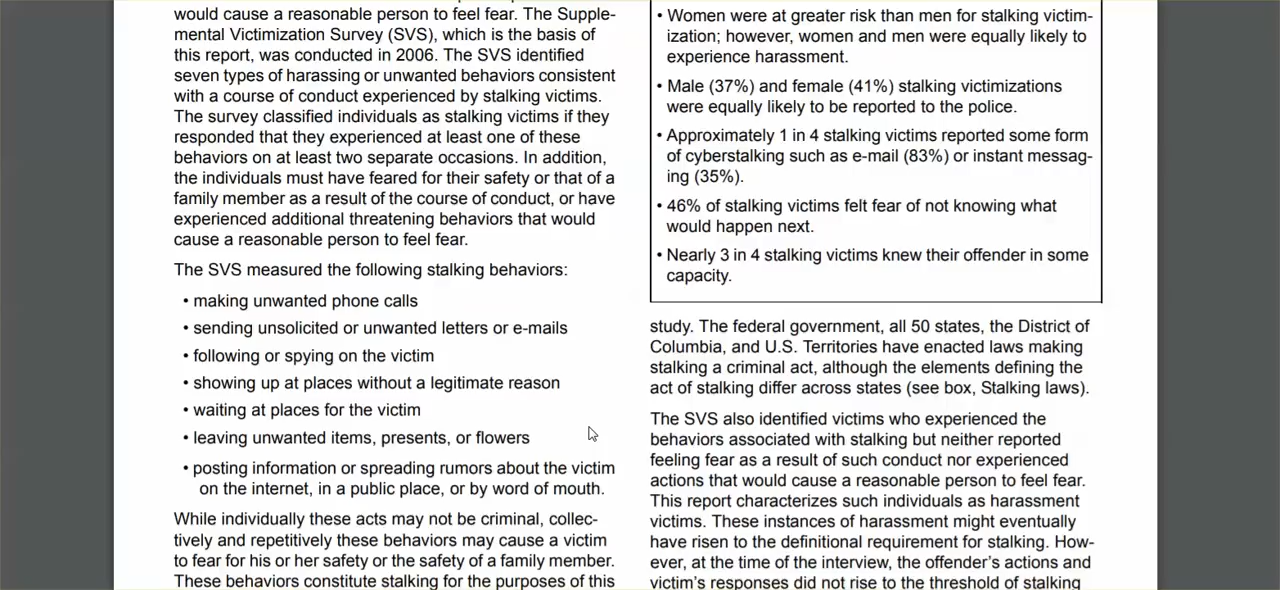 would cause a reasonable person to feel fear. The Supple-
mental Victimization Survey (SVS), which is the basis of
this report, was conducted in 2006. The SVS identified
seven types of harassing or unwanted behaviors consistent
with a course of conduct experienced by stalking victims.
The survey classified individuals as stalking victims if they
responded that they experienced at least one of these
behaviors on at least two separate occasions. In addition,
the individuals must have feared for their safety or that of a
family member as a result of the course of conduct, or have
experienced additional threatening behaviors that would
cause a reasonable person to feel fear.
The SVS measured the following stalking behaviors:
• making unwanted phone calls
• sending unsolicited or unwanted letters or e-mails
• following or spying on the victim
• showing up at places without a legitimate reason
• waiting at places for the victim
• leaving unwanted items, presents, or flowers
• posting information or spreading rumors about the victim
on the internet, in a public place, or by word of mouth.
While individually these acts may not be criminal, collec-
tively and repetitively these behaviors may cause a victim
to fear for his or her safety or the safety of a family member.
These behaviors constitute stalking for the purposes of this
• Women were at greater risk than men for stalking victim-
ization; however, women and men were equally likely to
experience harassment.
• Male (37%) and female (41%) stalking victimizations
were equally likely to be reported to the police.
• Approximately 1 in 4 stalking victims reported some form
of cyberstalking such as e-mail (83%) or instant messag-
ing (35%).
• 46% of stalking victims felt fear of not knowing what
would happen next.
• Nearly 3 in 4 stalking victims knew their offender in some
capacity.
study. The federal government, all 50 states, the District of
Columbia, and U.S. Territories have enacted laws making
stalking a criminal act, although the elements defining the
act of stalking differ across states (see box, Stalking laws).
The SVS also identified victims who experienced the
behaviors associated with stalking but neither reported
feeling fear as a result of such conduct nor experienced
actions that would cause a reasonable person to feel fear.
This report characterizes such individuals as harassment
victims. These instances of harassment might eventually
have risen to the definitional requirement for stalking. How-
ever, at the time of the interview, the offender's actions and
victim's responses did not rise to the threshold of stalking